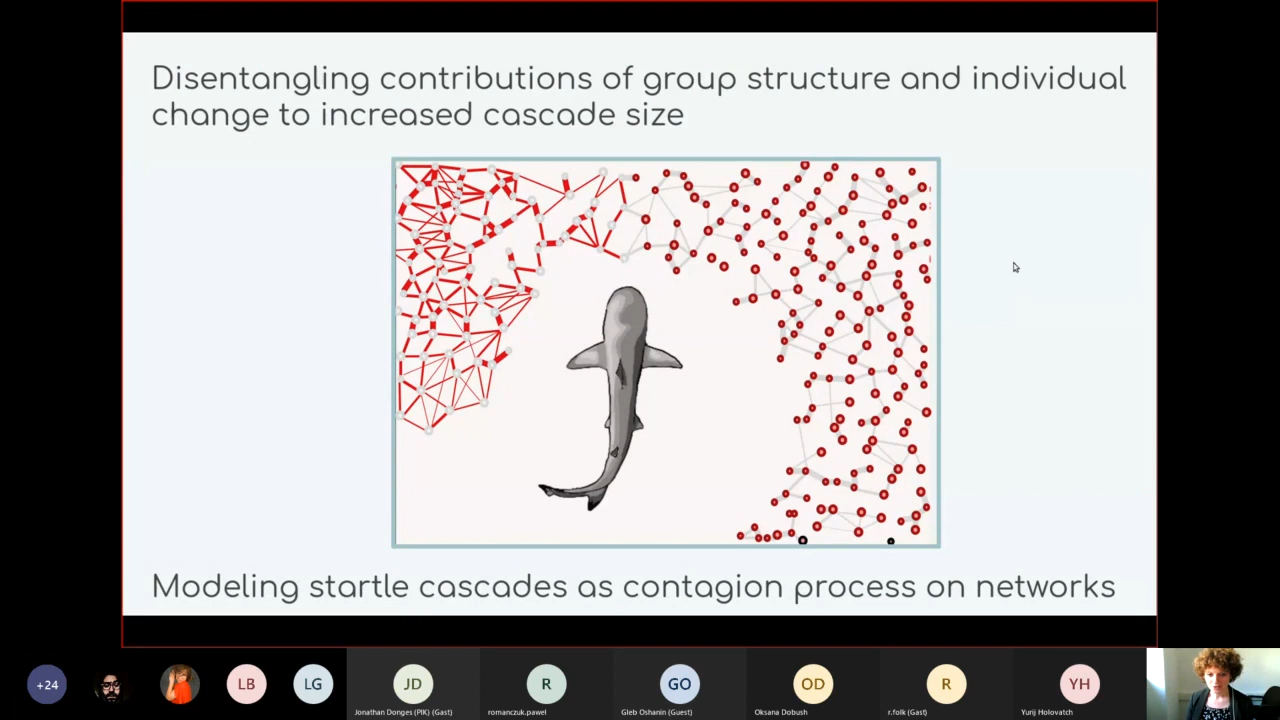 Disentangling contributions of group structure and individual
change to increased cascade size
Modeling startle cascades as contagion process on networks
+24
LB
LG
JD
R
GO
OD
R
YH
Jonathan Donges (PIK) (Gast)
romanczuk.pawel
Gleb Oshanin (Guest)
Oksana Dobush
r.folk (Gast)
Yurij Holovatch